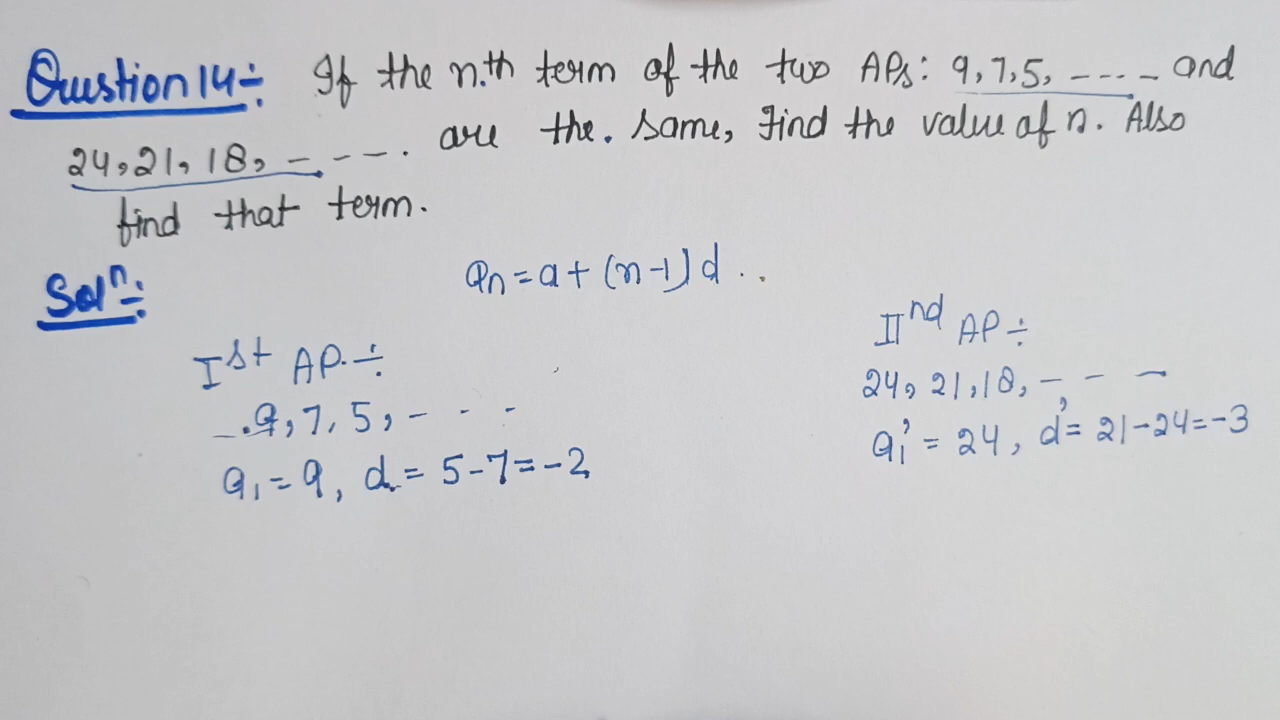 Question 14÷ If the n.th term of the two APs: 9,7,5, ---- and
24,21,18, ----. are the. same, find the value of n. Also
find that term.
Solⁿ÷
aₙ = a + (n-1)d ..
Iˢᵗ AP.÷
.9,7,5, - - -
a₁ = 9, d. = 5-7 = -2
IIⁿᵈ AP÷
24,21,18, - - -
a₁' = 24, d' = 21-24 = -3